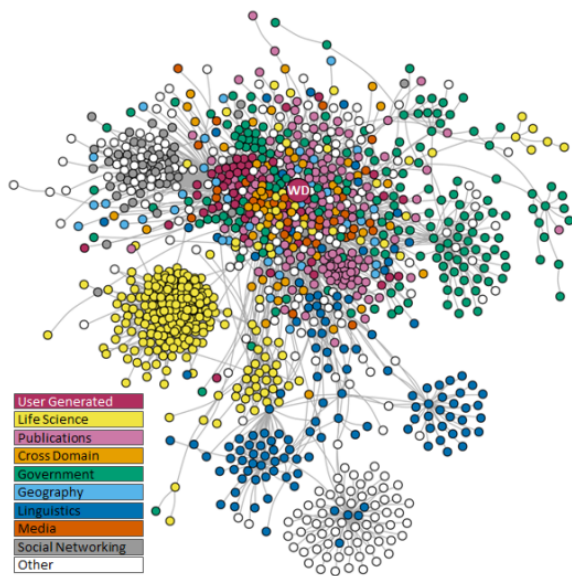 WD
User Generated
Life Science
Publications
Cross Domain
Government
Geography
Linguistics
Media
Social Networking
Other